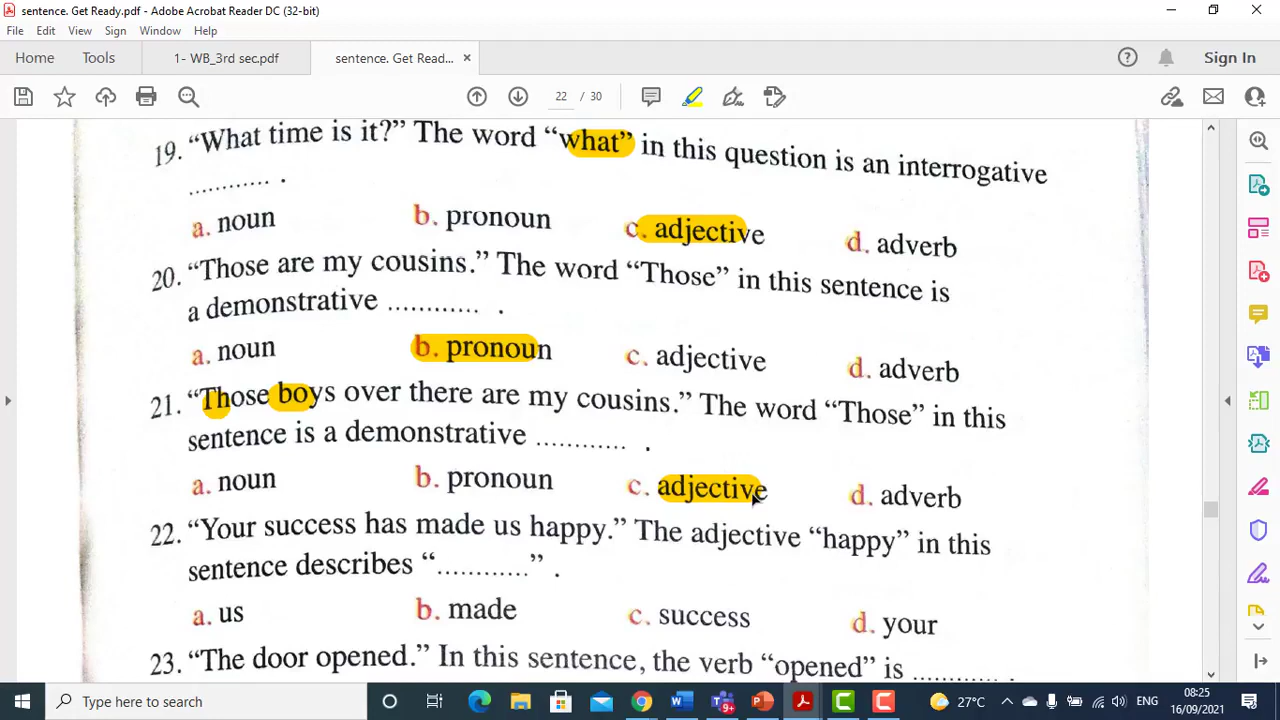 sentence. Get Ready.pdf - Adobe Acrobat Reader DC (32-bit)
File Edit View Sign Window Help
Home Tools 1- WB_3rd sec.pdf sentence. Get Read... × Sign In
22 / 30
19. “What time is it?” The word “what” in this question is an interrogative
............ .
a. noun b. pronoun c. adjective d. adverb
20. “Those are my cousins.” The word “Those” in this sentence is
a demonstrative ............ .
a. noun b. pronoun c. adjective d. adverb
21. “Those boys over there are my cousins.” The word “Those” in this
sentence is a demonstrative ............ .
a. noun b. pronoun c. adjective d. adverb
22. “Your success has made us happy.” The adjective “happy” in this
sentence describes “............” .
a. us b. made c. success d. your
23. “The door opened.” In this sentence, the verb “opened” is ............ .
Type here to search 9+ 27°C ENG 08:25
16/09/2021